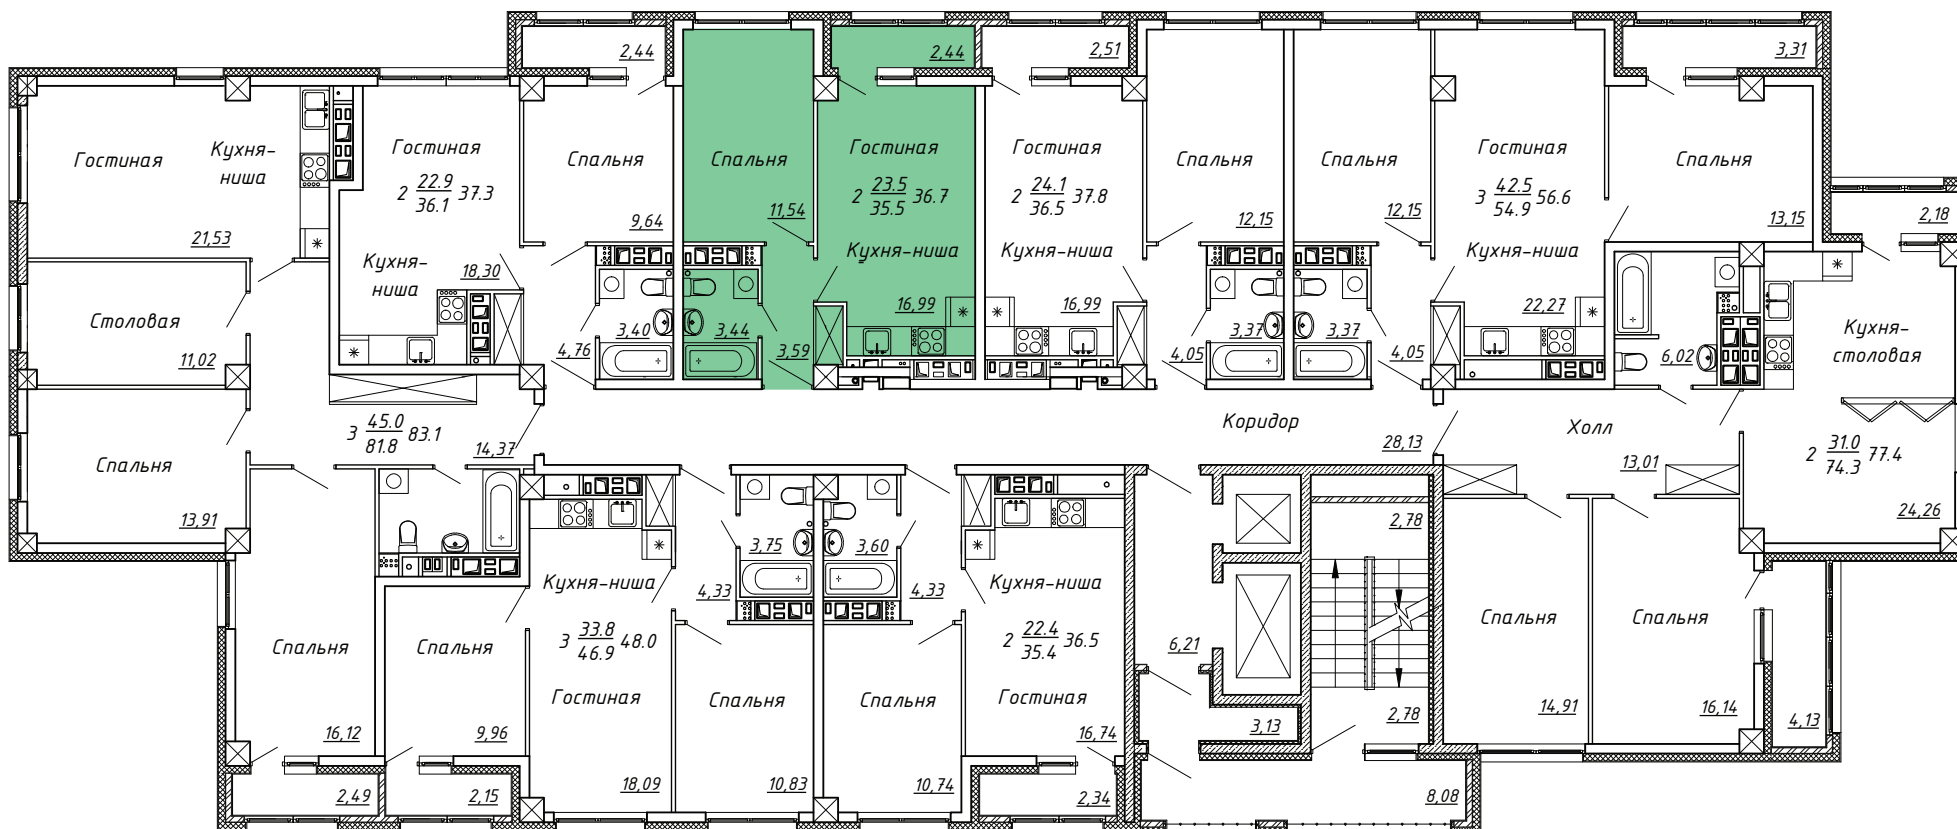 2,44
2,44
2,51
3,31
Гостиная
Кухня-
ниша
21,53
Гостиная
2 22.9 37.3
36.1
Кухня-
ниша
18,30
Спальня
9,64
Спальня
11,54
Гостиная
2 23.5 36.7
35.5
Кухня-ниша
16,99
Гостиная
2 24.1 37.8
36.5
Кухня-ниша
16,99
Спальня
12,15
Спальня
12,15
Гостиная
3 42.5 56.6
54.9
Кухня-ниша
22,27
Спальня
13,15
2,18
Столовая
11,02
4,76
3,40
3,44
3,59
4,05
3,37
3,37
4,05
6,02
Кухня-
столовая
3 45.0 83.1
81.8
14,37
Коридор
28,13
Холл
13,01
2 31.0 77.4
74.3
24,26
Спальня
13,91
Спальня
16,12
Спальня
9,96
Кухня-ниша
3 33.8 48.0
46.9
Гостиная
18,09
4,33
3,75
3,60
4,33
Спальня
10,83
Спальня
10,74
Кухня-ниша
2 22.4 36.5
35.4
Гостиная
16,74
6,21
3,13
2,78
2,78
Спальня
14,91
Спальня
16,14
4,13
2,49
2,15
2,34
8,08